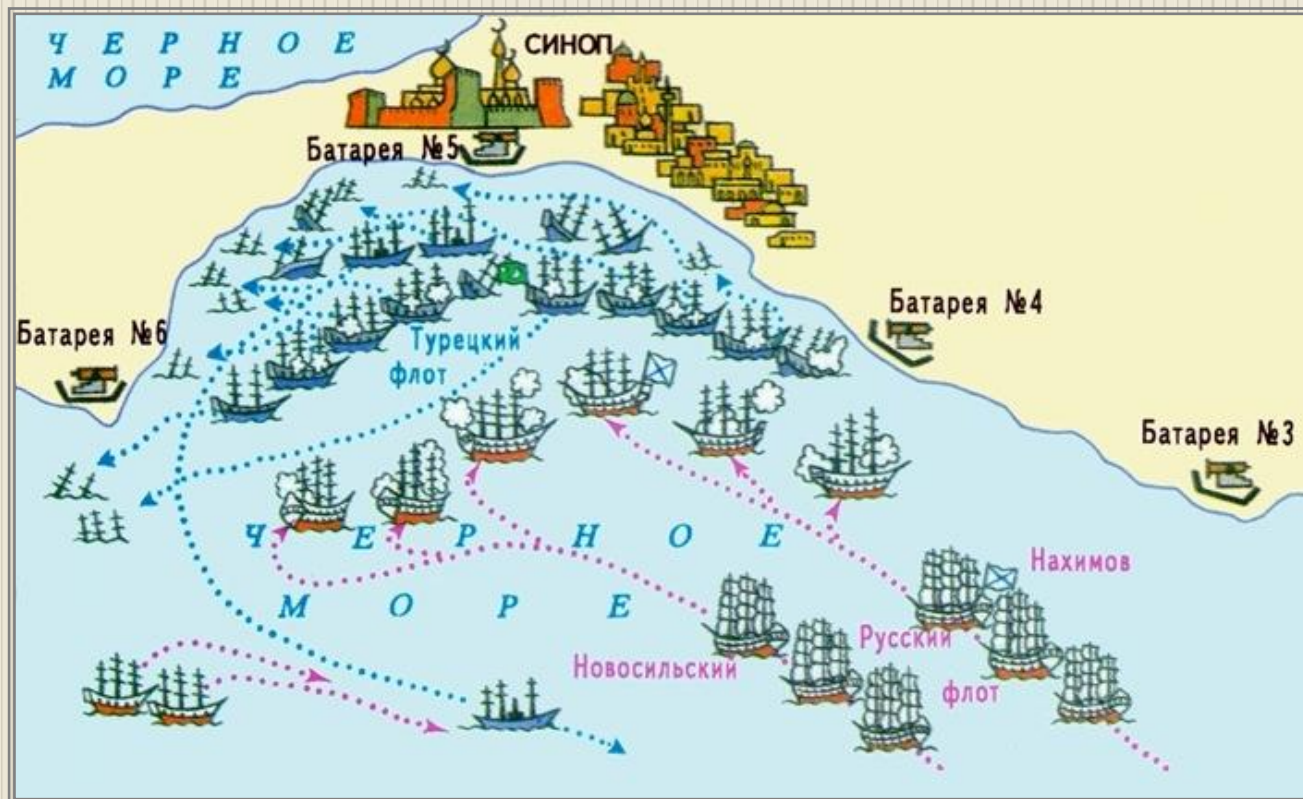 ЧЕРНОЕ
МОРЕ
СИНОП
Батарея №5
Батарея №4
Батарея №6
Турецкий
флот
Батарея №3
ЧЕРНОЕ
Нахимов
МОРЕ
Русский
Новосильский
флот